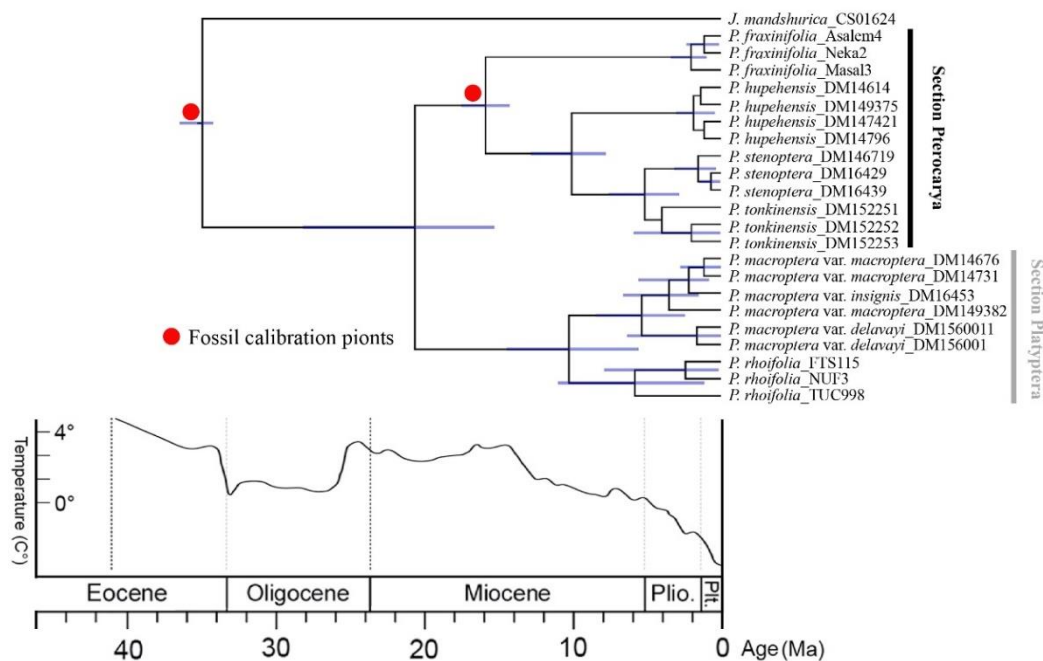 J. mandshurica_CS01624
P. fraxinifolia_Asalem4
P. fraxinifolia_Neka2
P. fraxinifolia_Masal3
P. hupehensis_DM14614
P. hupehensis_DM149375
P. hupehensis_DM147421
P. hupehensis_DM14796
P. stenoptera_DM146719
P. stenoptera_DM16429
P. stenoptera_DM16439
P. tonkinensis_DM152251
P. tonkinensis_DM152252
P. tonkinensis_DM152253
Section Pterocarya
P. macroptera var. macroptera_DM14676
P. macroptera var. macroptera_DM14731
P. macroptera var. insignis_DM16453
P. macroptera var. macroptera_DM149382
P. macroptera var. delavayi_DM1560011
P. macroptera var. delavayi_DM156001
P. rhoifolia_FTS115
P. rhoifolia_NUF3
P. rhoifolia_TUC998
Section Platyptera
Fossil calibration pionts
Temperature (C°)
4°
0°
Eocene Oligocene Miocene Plio. Plt.
40 30 20 10 0 Age (Ma)